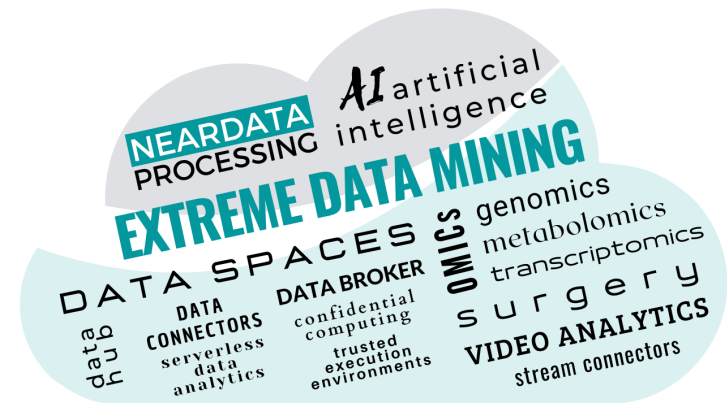 AI artificial
intelligence
NEARDATA
PROCESSING
EXTREME DATA MINING
DATA SPACES
data
hub
DATA
CONNECTORS
serverless
data
analytics
DATA BROKER
confidential
computing
trusted
execution
environments
OMICS
genomics
metabolomics
transcriptomics
surgery
VIDEO ANALYTICS
stream connectors